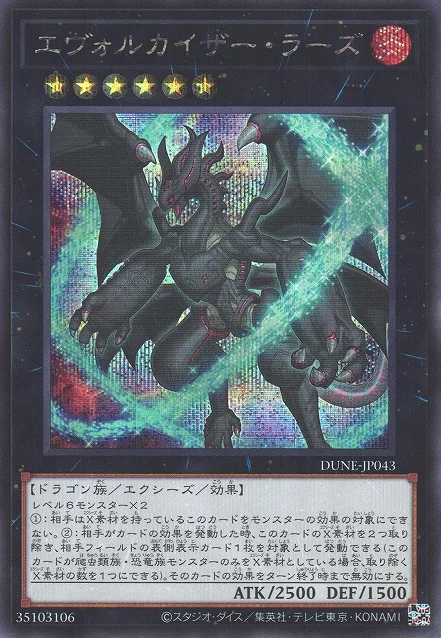 エヴォルカイザー・ラーズ
炎
DUNE-JP043
【ドラゴン族／エクシーズ／効果】
レベル６モンスター×２
①：相手はX素材を持っているこのカードをモンスターの効果の対象にでき
ない。②：相手がカードの効果を発動した時、このカードのX素材を２つ取り
除き、相手フィールドの表側表示カード１枚を対象として発動できる（この
カードが爬虫類族・恐竜族モンスターのみをX素材としている場合、取り除く
X素材の数を１つにできる）。そのカードの効果をターン終了時まで無効にする。
ATK/2500 DEF/1500
35103106
©スタジオ・ダイス／集英社・テレビ東京・KONAMI